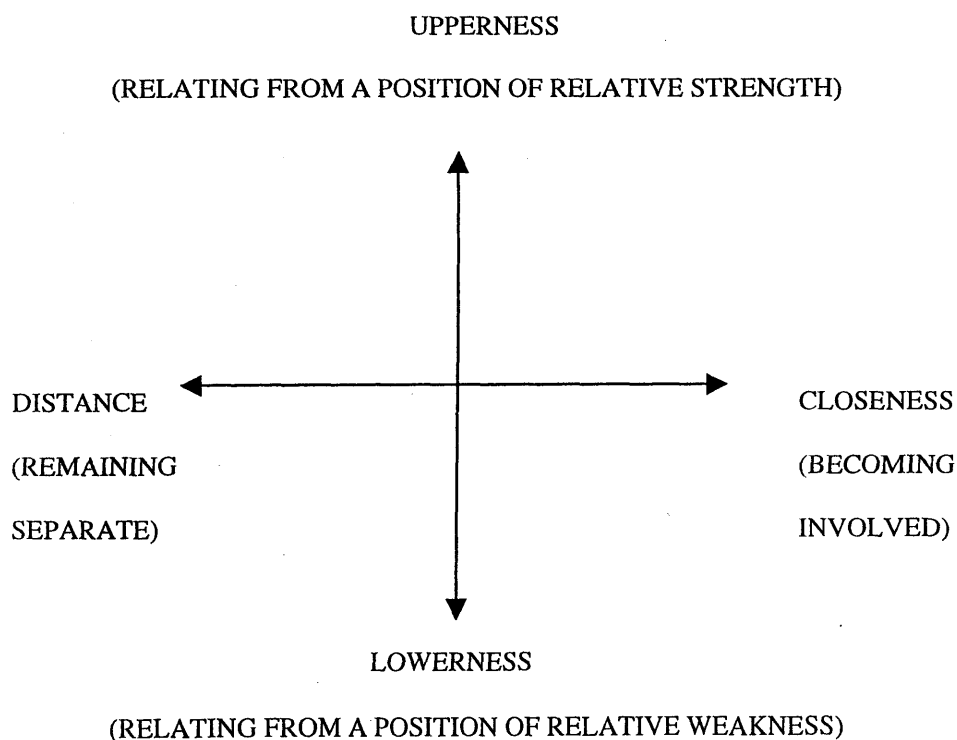 UPPERNESS
(RELATING FROM A POSITION OF RELATIVE STRENGTH)
DISTANCE
(REMAINING
SEPARATE)
CLOSENESS
(BECOMING
INVOLVED)
LOWERNESS
(RELATING FROM A POSITION OF RELATIVE WEAKNESS)